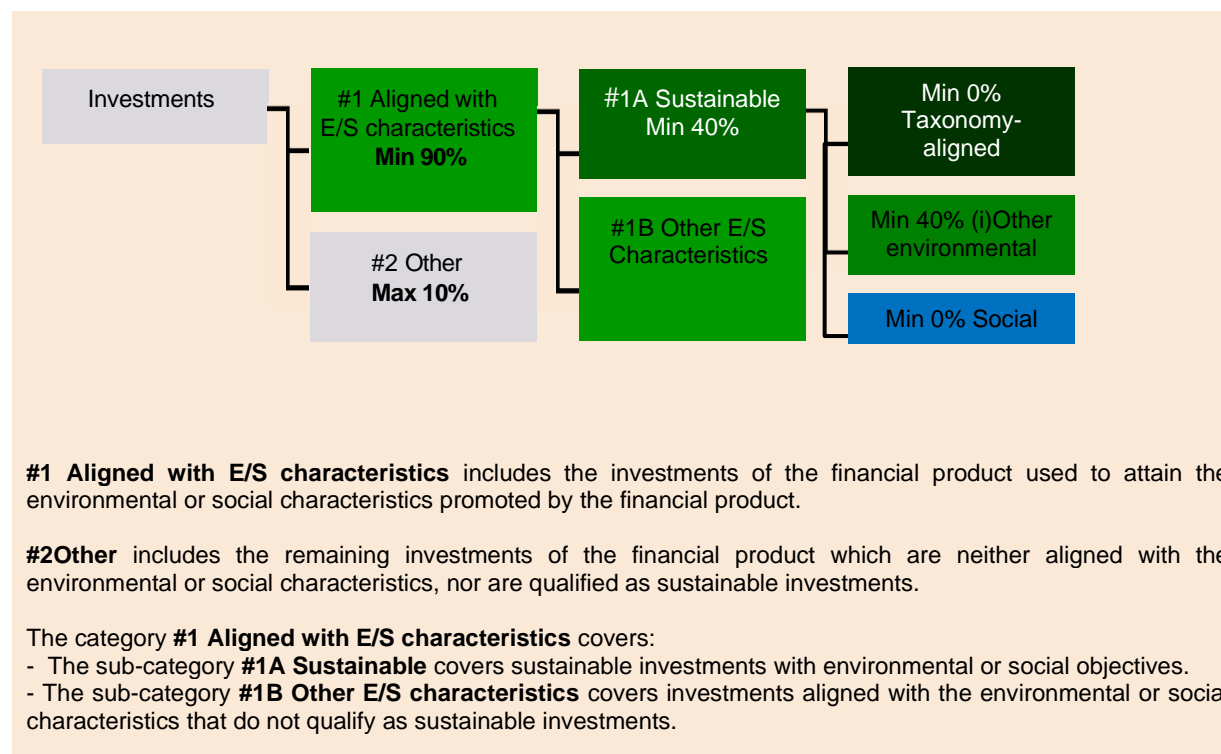 Investments
#1 Aligned with
E/S characteristics
Min 90%
#2 Other
Max 10%
#1A Sustainable
Min 40%
#1B Other E/S
Characteristics
Min 0%
Taxonomy-
aligned
Min 40% (i)Other
environmental
Min 0% Social
#1 Aligned with E/S characteristics includes the investments of the financial product used to attain the
environmental or social characteristics promoted by the financial product.
#2Other includes the remaining investments of the financial product which are neither aligned with the
environmental or social characteristics, nor are qualified as sustainable investments.
The category #1 Aligned with E/S characteristics covers:
- The sub-category #1A Sustainable covers sustainable investments with environmental or social objectives.
- The sub-category #1B Other E/S characteristics covers investments aligned with the environmental or social
characteristics that do not qualify as sustainable investments.